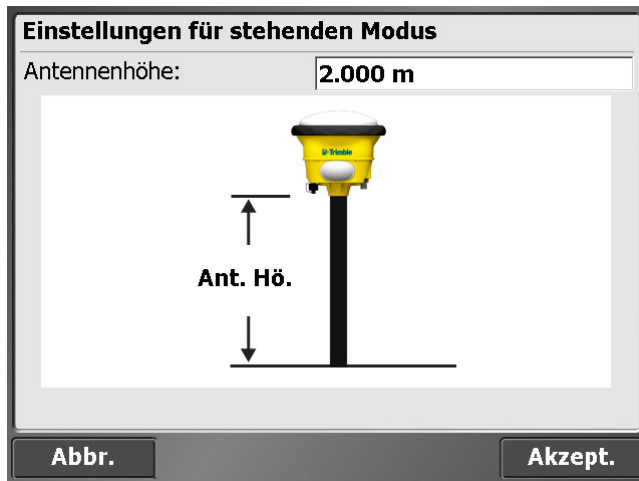 Einstellungen für stehenden Modus
Antennenhöhe: 2.000 m
Trimble
Ant. Hö.
Abbr. Akzept.